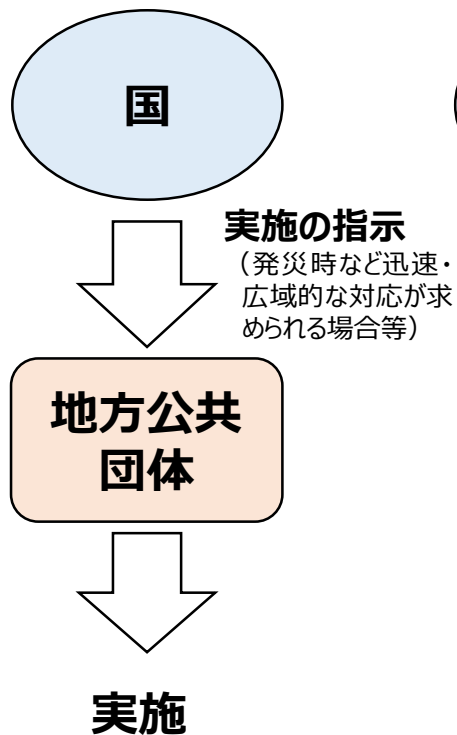 国
実施の指示
（発災時など迅速・
広域的な対応が求
められる場合等）
地方公共
団体
実施